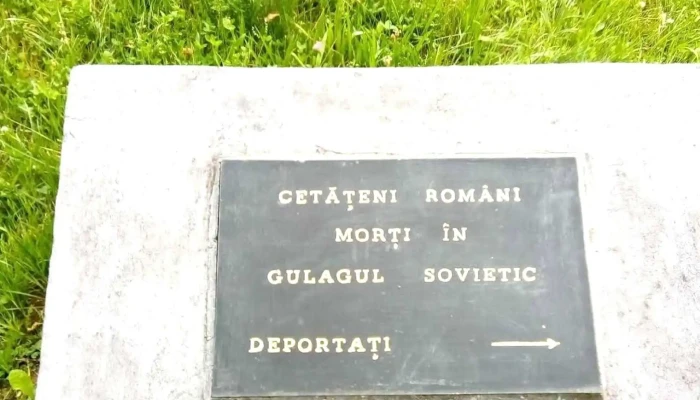 CETĂȚENI ROMÂNI
MORȚI ÎN
GULAGUL SOVIETIC
DEPORTAȚI →